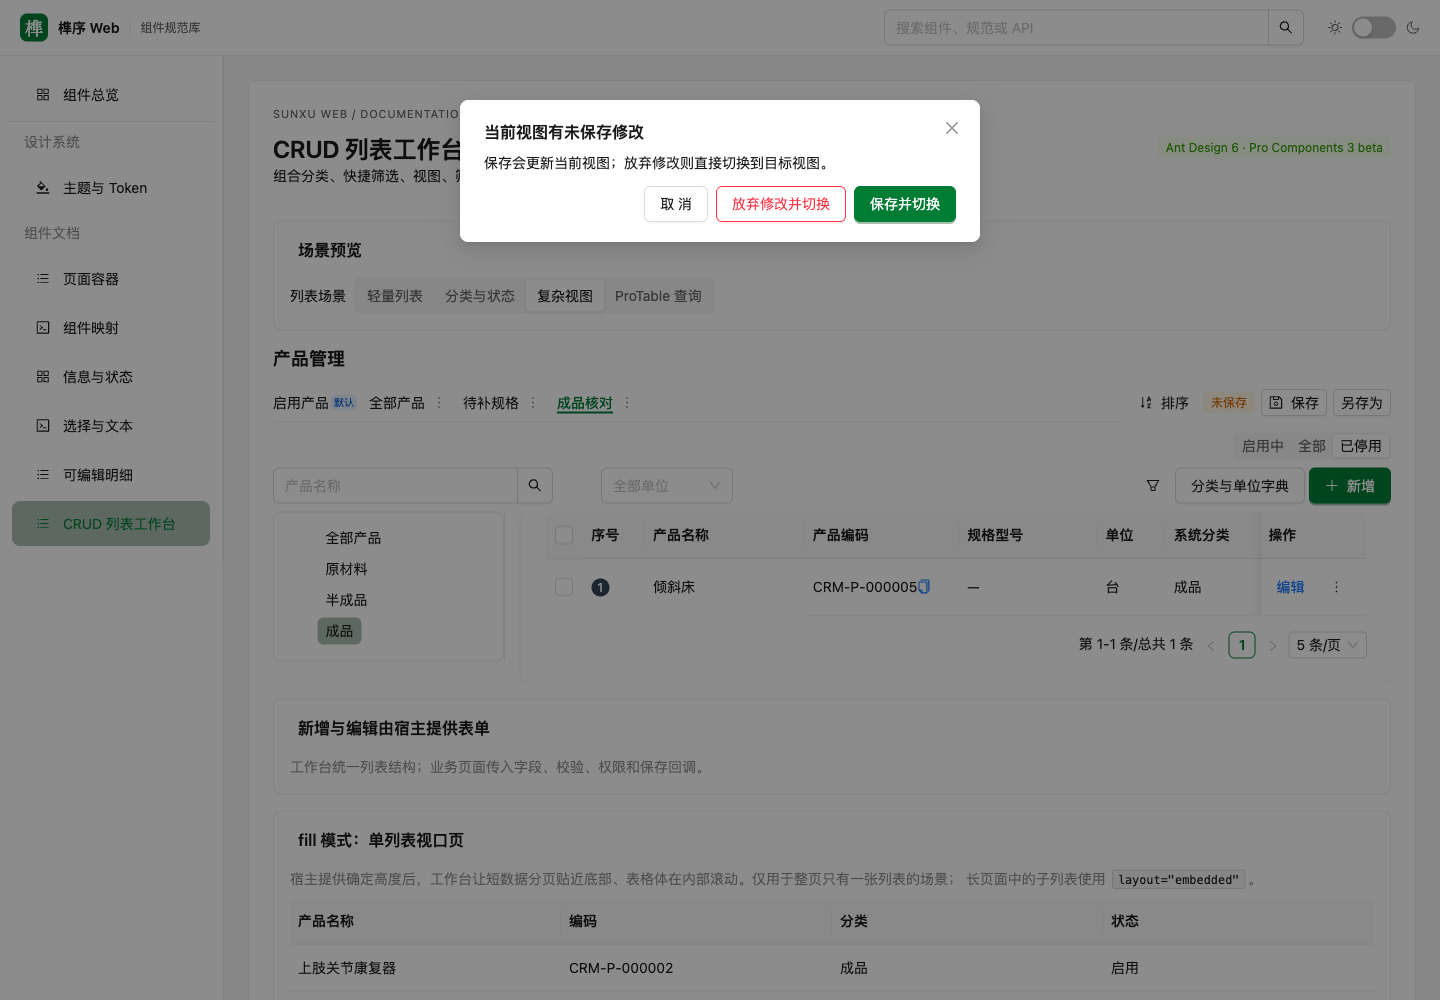 榫 榫序 Web 组件规范库 搜索组件、规范或 API
组件总览
设计系统
主题与 Token
组件文档
页面容器
组件映射
信息与状态
选择与文本
可编辑明细
CRUD 列表工作台
SUNXU WEB / DOCUMENTATIO
CRUD 列表工作台
组合分类、快捷筛选、视图、
Ant Design 6 · Pro Components 3 beta
当前视图有未保存修改
保存会更新当前视图；放弃修改则直接切换到目标视图。
取 消 放弃修改并切换 保存并切换
场景预览
列表场景 轻量列表 分类与状态 复杂视图 ProTable 查询
产品管理
启用产品 默认 全部产品 待补规格 成品核对 排序 未保存 保存 另存为
启用中 全部 已停用
产品名称 全部单位 分类与单位字典 新增
全部产品
原材料
半成品
成品
序号 产品名称 产品编码 规格型号 单位 系统分类 操作
1 倾斜床 CRM-P-000005 — 台 成品 编辑
第 1-1 条/总共 1 条 1 5 条/页
新增与编辑由宿主提供表单
工作台统一列表结构；业务页面传入字段、校验、权限和保存回调。
fill 模式：单列表视口页
宿主提供确定高度后，工作台让短数据分页贴近底部、表格体在内部滚动。仅用于整页只有一张列表的场景； 长页面中的子列表使用 layout="embedded" 。
产品名称 编码 分类 状态
上肢关节康复器 CRM-P-000002 成品 启用